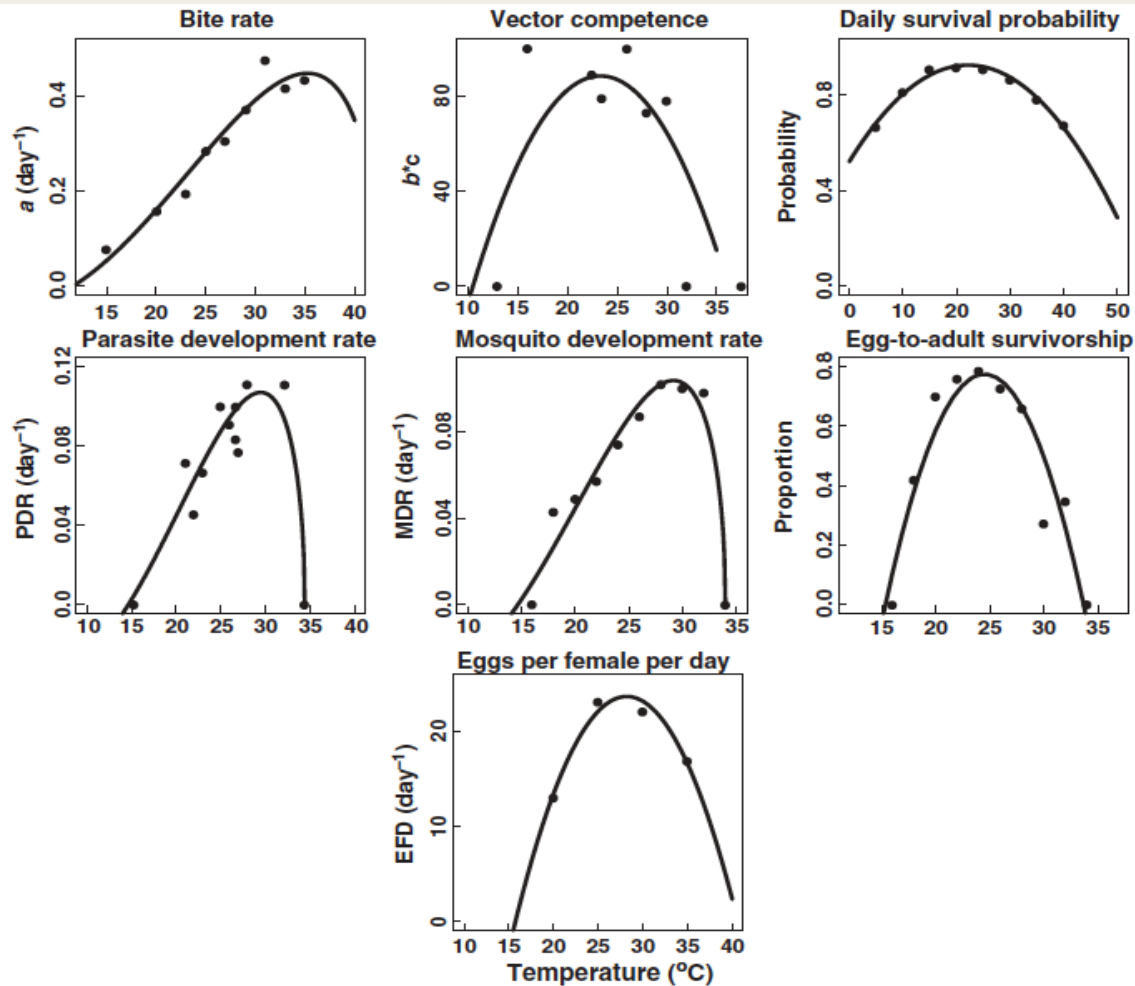 Bite rate
a (day⁻¹)
0.0 0.2 0.4
15 20 25 30 35 40
Vector competence
b*c
0 40 80
10 15 20 25 30 35
Daily survival probability
Probability
0.0 0.4 0.8
0 10 20 30 40 50
Parasite development rate
PDR (day⁻¹)
0.0 0.04 0.08 0.12
10 15 20 25 30 35 40
Mosquito development rate
MDR (day⁻¹)
0.0 0.04 0.08
10 15 20 25 30 35
Egg-to-adult survivorship
Proportion
0.0 0.2 0.4 0.6 0.8
15 20 25 30 35
Eggs per female per day
EFD (day⁻¹)
0 10 20
10 15 20 25 30 35 40
Temperature (°C)